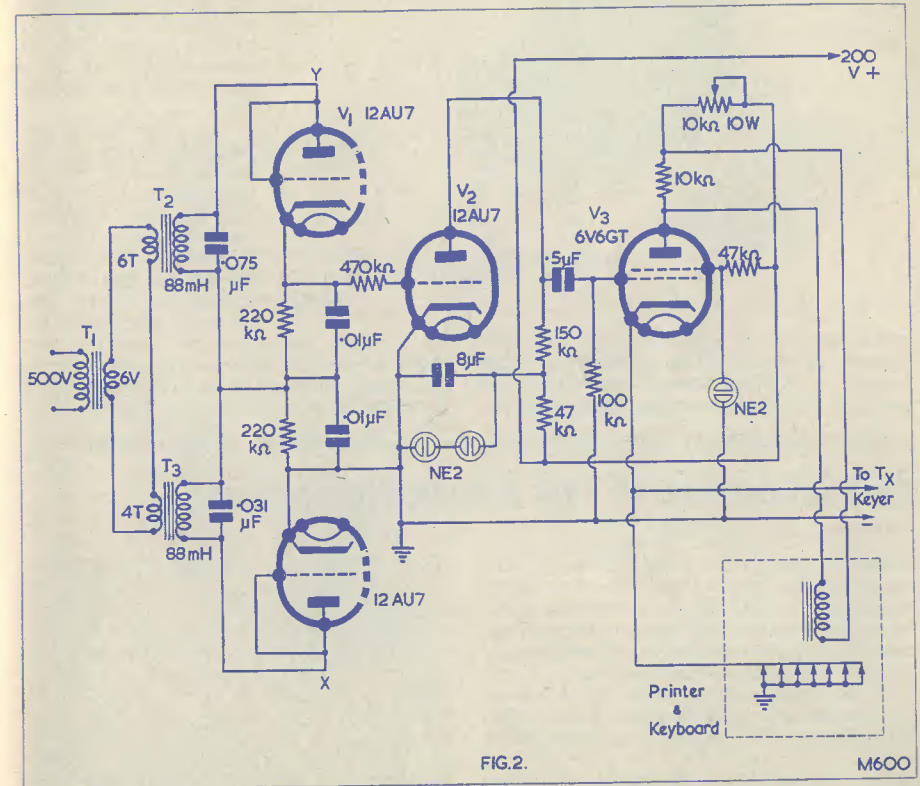 200
V +
Y
V1 12AU7
10kΩ 10W
10kΩ
T2
V2
12AU7
V3
6V6GT
6T
·075
μF
88mH
470kΩ
·5μF
47kΩ
220
kΩ
·01μF
T1
500V
6V
8μF
150
kΩ
100
kΩ
NE2
220
kΩ
·01μF
47
kΩ
NE2
T3
4T
·031
μF
88mH
To TX
Keyer
–
12AU7
X
Printer
&
Keyboard
FIG.2.
M600